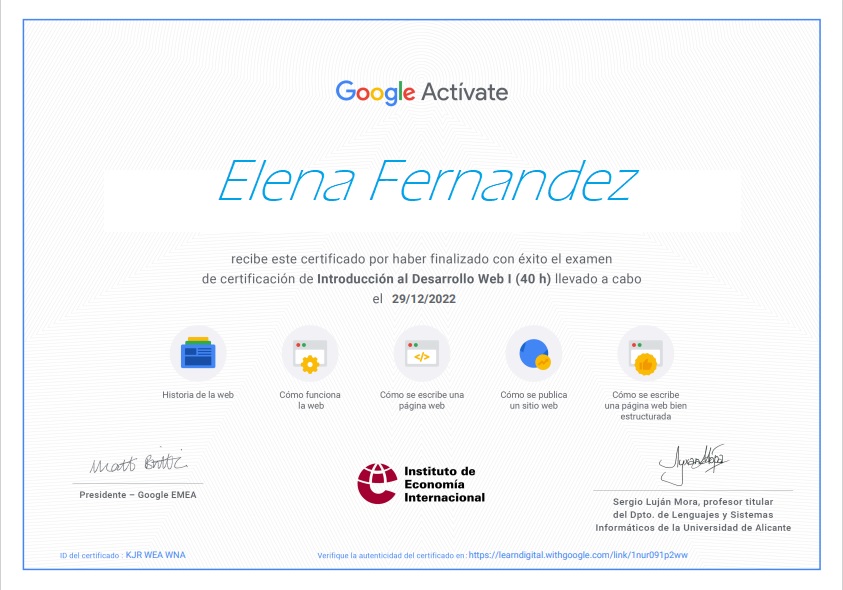 Google Actívate
Elena Fernandez
recibe este certificado por haber finalizado con éxito el examen
de certificación de Introducción al Desarrollo Web I (40 h) llevado a cabo
el 29/12/2022
Historia de la web
Cómo funciona
la web
Cómo se escribe una
página web
Cómo se publica
un sitio web
Cómo se escribe
una página web bien
estructurada
Presidente – Google EMEA
Instituto de
Economía
Internacional
Sergio Luján Mora, profesor titular
del Dpto. de Lenguajes y Sistemas
Informáticos de la Universidad de Alicante
ID del certificado : KJR WEA WNA
Verifique la autenticidad del certificado en: https://learndigital.withgoogle.com/link/1nur091p2ww